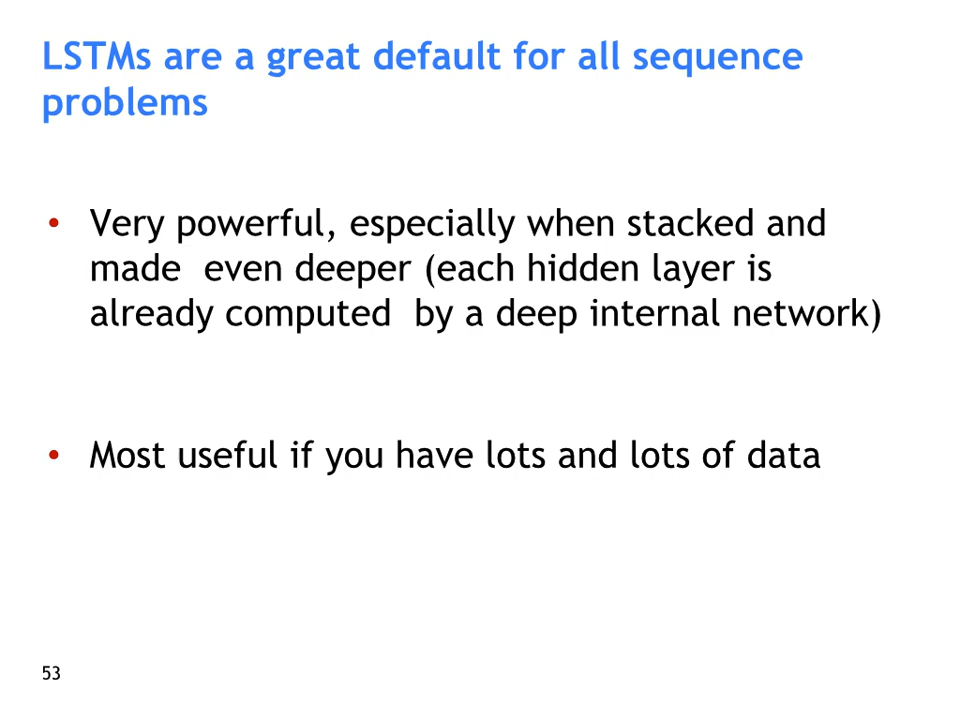 LSTMs are a great default for all sequence
problems
• Very powerful, especially when stacked and
made even deeper (each hidden layer is
already computed by a deep internal network)
• Most useful if you have lots and lots of data
53